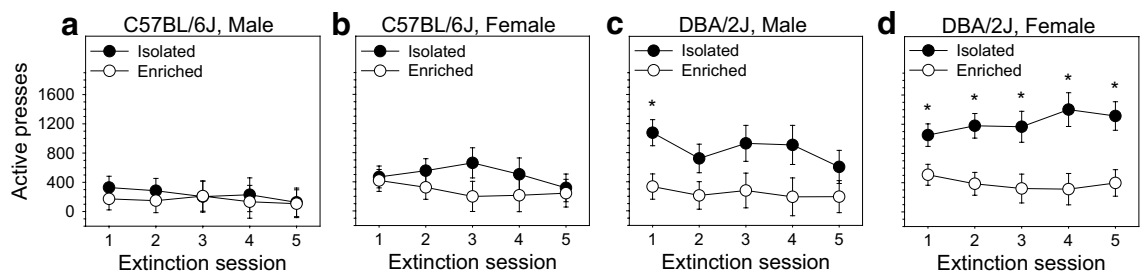 a C57BL/6J, Male
Isolated
Enriched
b C57BL/6J, Female
Isolated
Enriched
c DBA/2J, Male
Isolated
Enriched
*
d DBA/2J, Female
Isolated
Enriched
* * * * *
Active presses
1600
1200
800
400
0
1 2 3 4 5
Extinction session
1 2 3 4 5
Extinction session
1 2 3 4 5
Extinction session
1 2 3 4 5
Extinction session